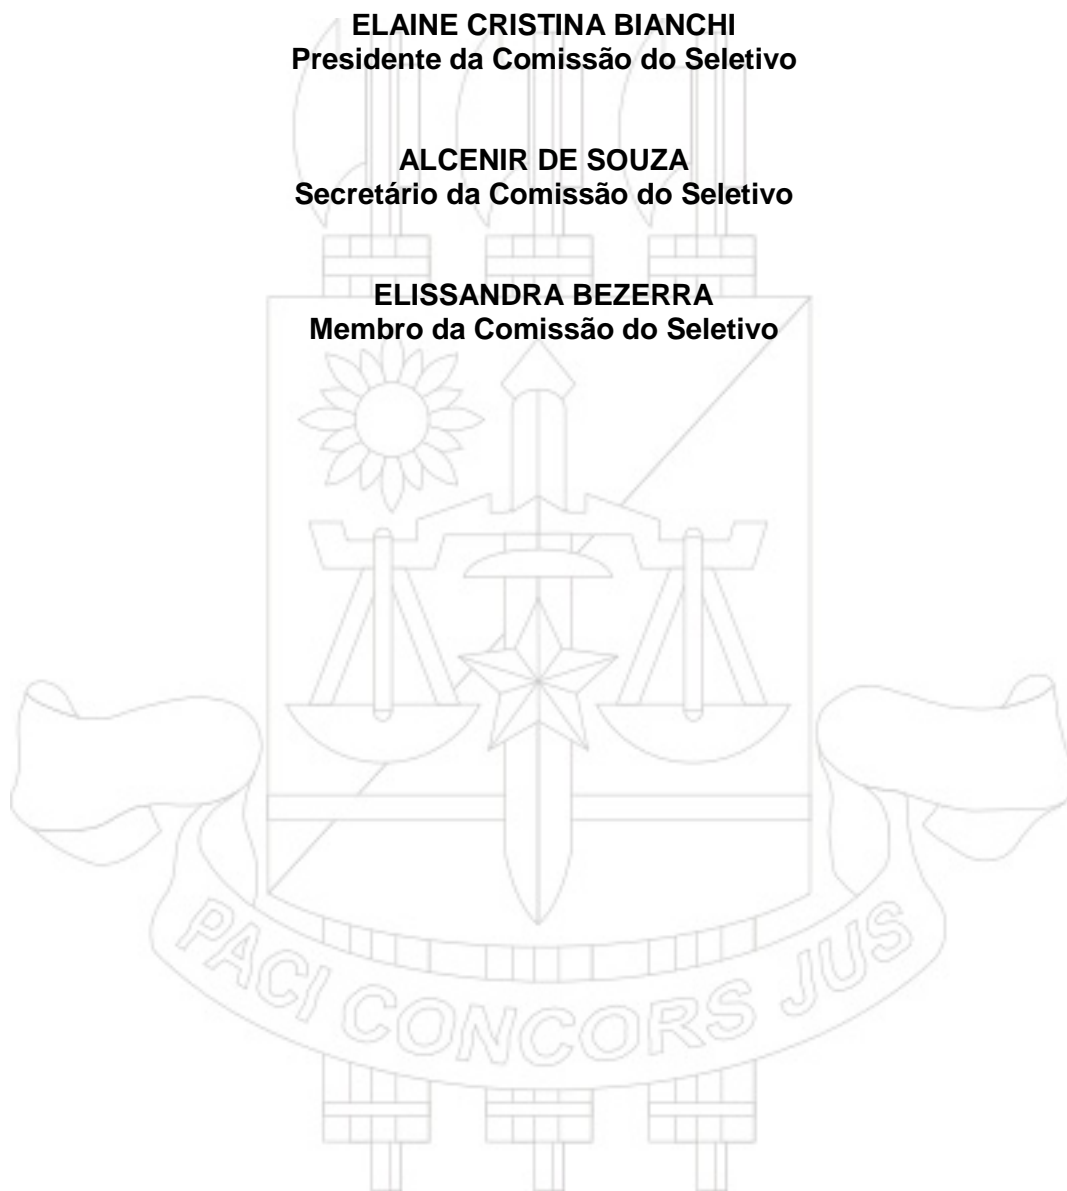 ELAINE CRISTINA BIANCHI
Presidente da Comissão do Seletivo
ALCENIR DE SOUZA
Secretário da Comissão do Seletivo
ELISSANDRA BEZERRA
Membro da Comissão do Seletivo
PACI CONCORS JUS